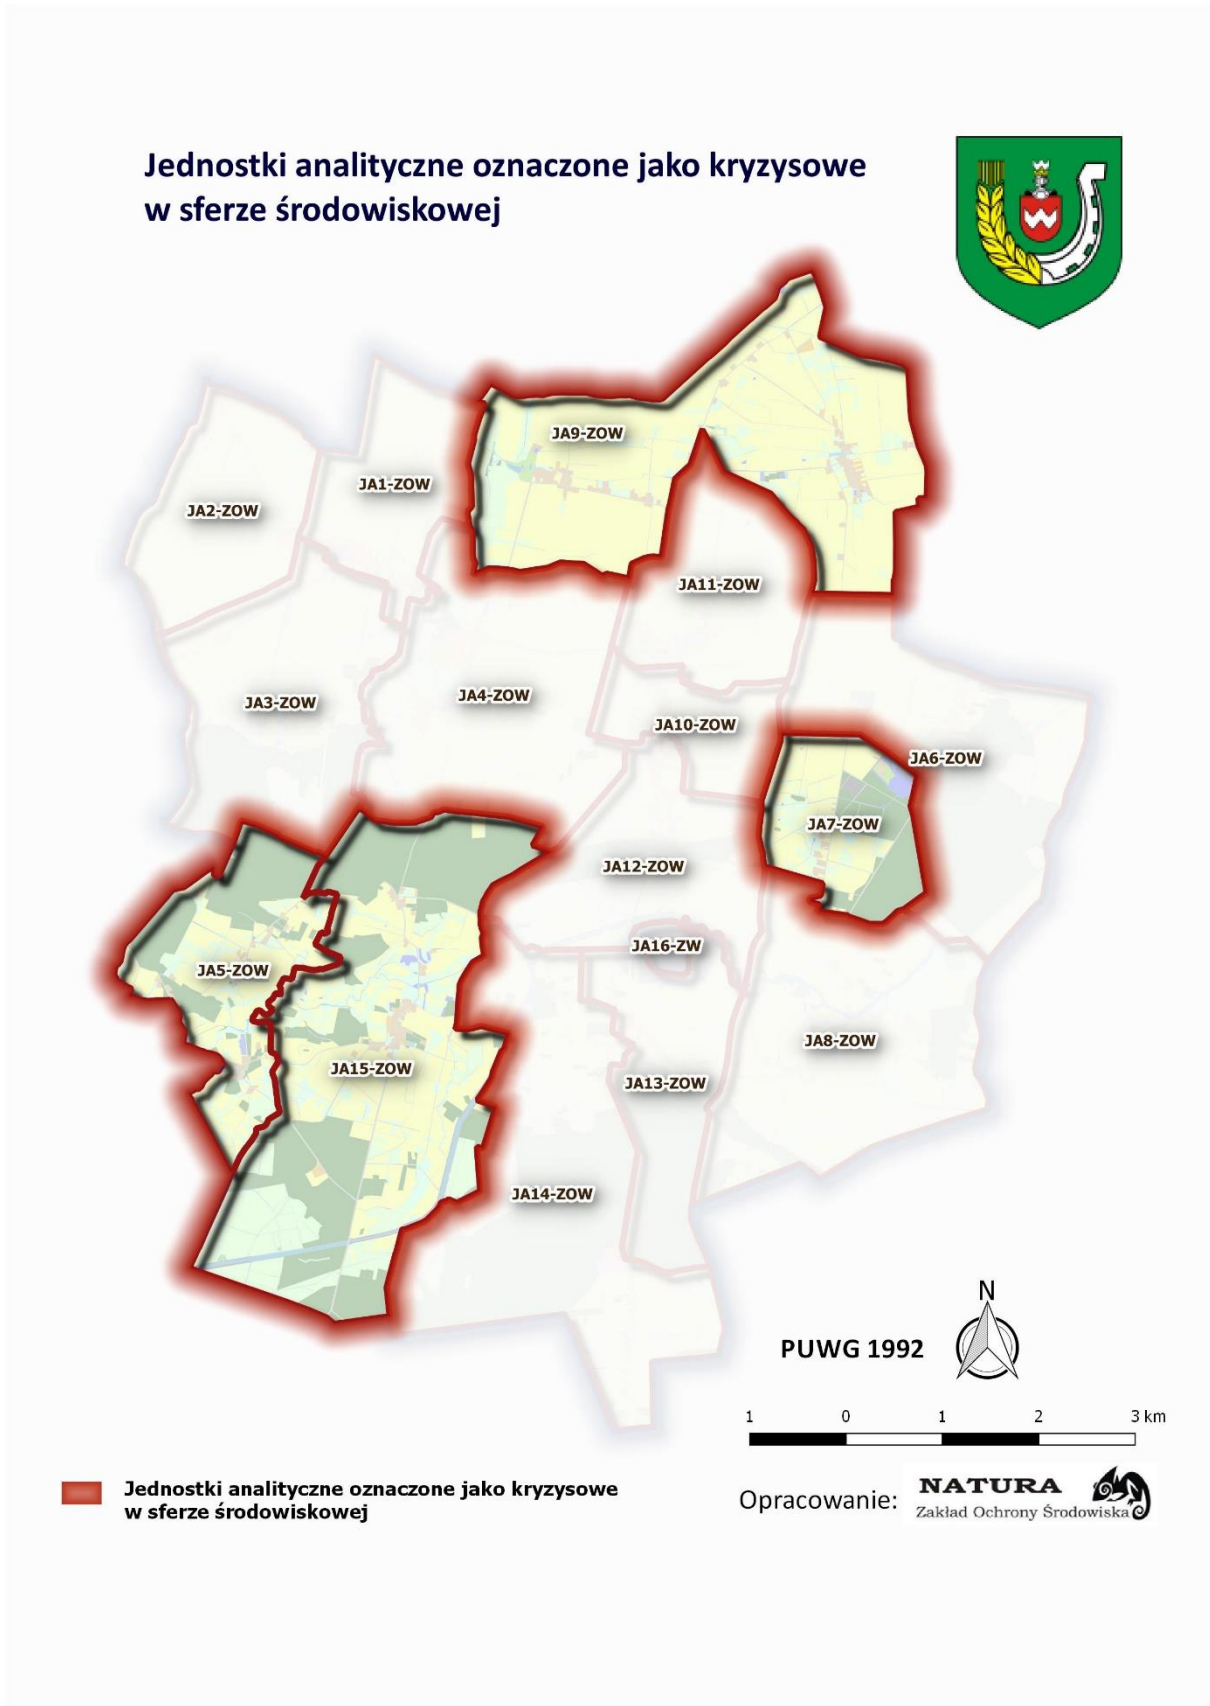 Jednostki analityczne oznaczone jako kryzysowe
w sferze środowiskowej
JA9-ZOW
JA1-ZOW
JA2-ZOW
JA11-ZOW
JA3-ZOW
JA4-ZOW
JA10-ZOW
JA6-ZOW
JA7-ZOW
JA12-ZOW
JA16-ZW
JA5-ZOW
JA8-ZOW
JA15-ZOW
JA13-ZOW
JA14-ZOW
N
PUWG 1992
1 0 1 2 3 km
Jednostki analityczne oznaczone jako kryzysowe
w sferze środowiskowej
Opracowanie:
NATURA
Zakład Ochrony Środowiska